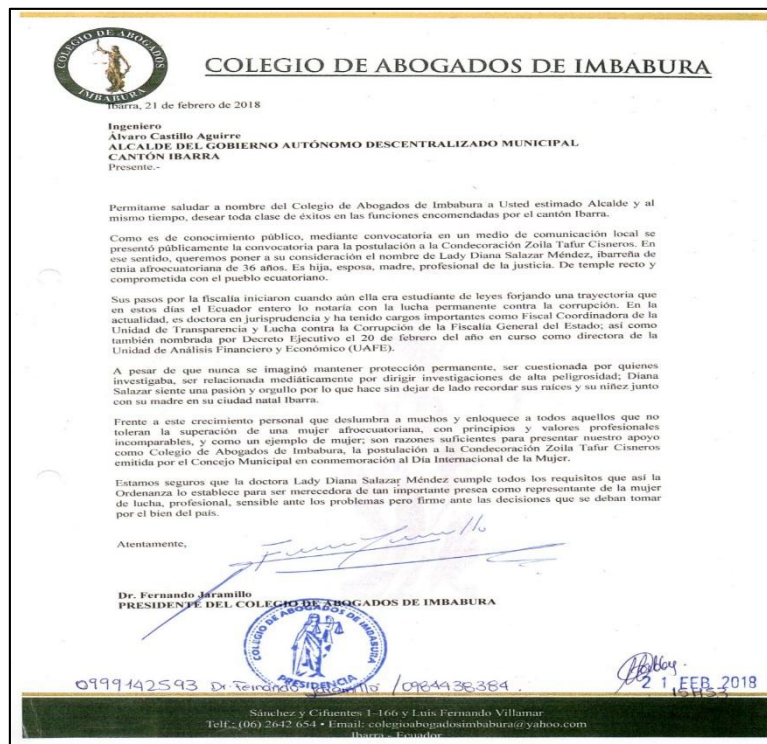 COLEGIO DE ABOGADOS
IMBABURA
COLEGIO DE ABOGADOS DE IMBABURA
Ibarra, 21 de febrero de 2018
Ingeniero
Álvaro Castillo Aguirre
ALCALDE DEL GOBIERNO AUTÓNOMO DESCENTRALIZADO MUNICIPAL
CANTÓN IBARRA
Presente.-
Permítame saludar a nombre del Colegio de Abogados de Imbabura a Usted estimado Alcalde y al
mismo tiempo, desear toda clase de éxitos en las funciones encomendadas por el cantón Ibarra.
Como es de conocimiento público, mediante convocatoria en un medio de comunicación local se
presentó públicamente la convocatoria para la postulación a la Condecoración Zoila Tafur Cisneros. En
ese sentido, queremos poner a su consideración el nombre de Lady Diana Salazar Méndez, ibarreña de
etnia afroecuatoriana de 36 años. Es hija, esposa, madre, profesional de la justicia. De temple recto y
comprometida con el pueblo ecuatoriano.
Sus pasos por la fiscalía iniciaron cuando aún ella era estudiante de leyes forjando una trayectoria que
en estos días el Ecuador entero lo notaría con la lucha permanente contra la corrupción. En la
actualidad, es doctora en jurisprudencia y ha tenido cargos importantes como Fiscal Coordinadora de la
Unidad de Transparencia y Lucha contra la Corrupción de la Fiscalía General del Estado; así como
también nombrada por Decreto Ejecutivo el 20 de febrero del año en curso como directora de la
Unidad de Análisis Financiero y Económico (UAFE).
A pesar de que nunca se imaginó mantener protección permanente, ser cuestionada por quienes
investigaba, ser relacionada mediáticamente por dirigir investigaciones de alta peligrosidad; Diana
Salazar siente una pasión y orgullo por lo que hace sin dejar de lado recordar sus raíces y su niñez junto
con su madre en su ciudad natal Ibarra.
Frente a este crecimiento personal que deslumbra a muchos y enloquece a todos aquellos que no
toleran la superación de una mujer afroecuatoriana, con principios y valores profesionales
incomparables, y como un ejemplo de mujer; son razones suficientes para presentar nuestro apoyo
como Colegio de Abogados de Imbabura, la postulación a la Condecoración Zoila Tafur Cisneros
emitida por el Concejo Municipal en conmemoración al Día Internacional de la Mujer.
Estamos seguros que la doctora Lady Diana Salazar Méndez cumple todos los requisitos que así la
Ordenanza lo establece para ser merecedora de tan importante presea como representante de la mujer
de lucha, profesional, sensible ante los problemas pero firme ante las decisiones que se deban tomar
por el bien del país.
Atentamente,
Dr. Fernando Jaramillo
PRESIDENTE DEL COLEGIO DE ABOGADOS DE IMBABURA
COLEGIO DE ABOGADOS DE IMBABURA
PRESIDENCIA
0999142593 Dr. Fernando Jaramillo / 0984438384.
21 FEB 2018
15H53
Sánchez y Cifuentes 1-166 y Luis Fernando Villamar
Telf.: (06) 2642 654 • Email: colegioabogadosimbabura@yahoo.com
Ibarra - Ecuador